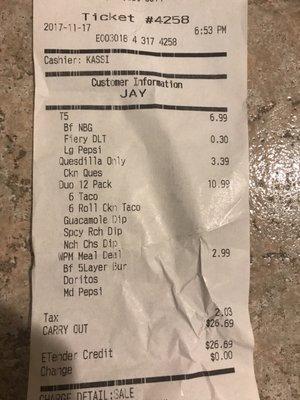 Ticket #4258
2017-11-17 6:53 PM
E003018 4 317 4258
Cashier: KASSI
Customer Information
JAY
T5 6.99
Bf NBG
Fiery DLT 0.30
Lg Pepsi
Quesdilla Only 3.39
Ckn Ques
Duo 12 Pack 10.99
6 Taco
6 Roll Ckn Taco
Guacamole Dip
Spcy Rch Dip
Nch Chs Dip
WPM Meal Deal 2.99
Bf 5Layer Bur
Doritos
Md Pepsi
Tax 2.03
CARRY OUT $26.69
ETender Credit $26.69
Change $0.00
CHARGE DETAIL:SALE